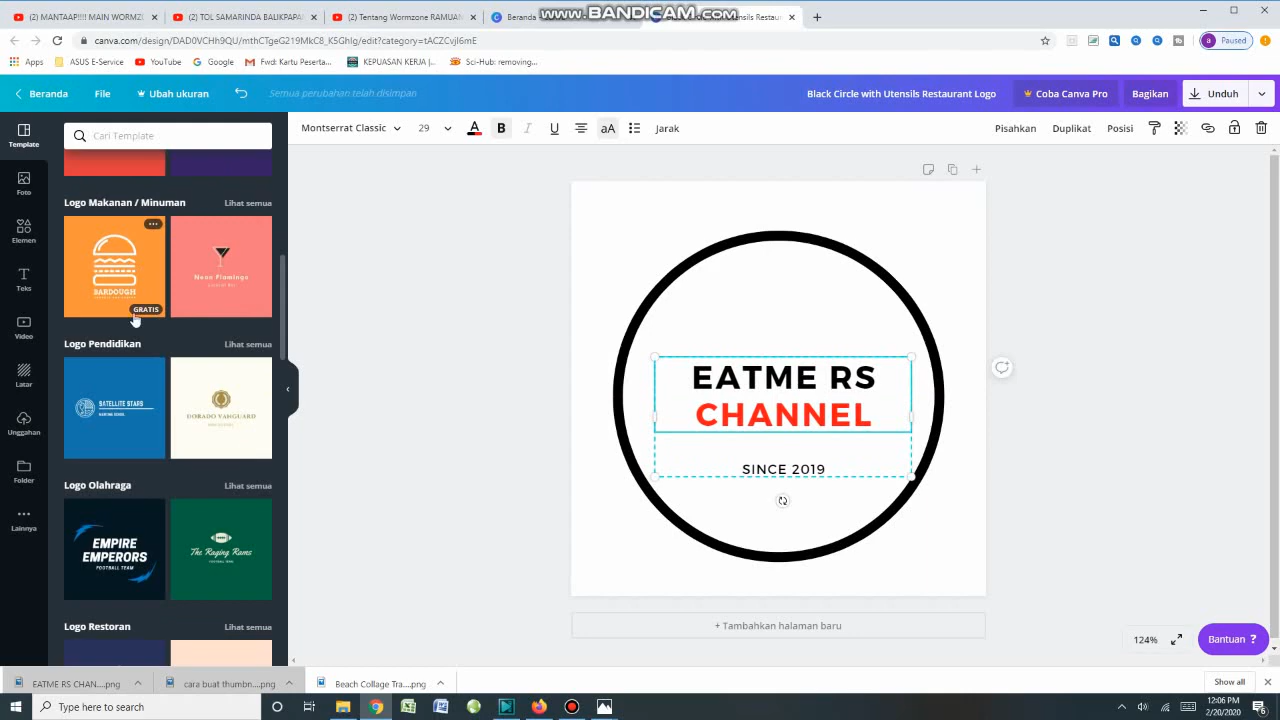 WWW.BANDICAM.COM
(2) MANTAAP!!!! MAIN WORMZ
(2) TOL SAMARINDA BALIKPAPA
(2) Tentang Wormzone RAMUDA
Beranda
Utensils Restaur
canva.com/design/DAD0VCHh9QU/mthCTgeG219MkC8_K5Ghlg/edit?category=tACZCvjI6mE
Paused
Apps
ASUS E-Service
YouTube
Google
Fwd: Kartu Peserta...
KEPUASAN KERJA |...
Sci-Hub: removing...
Beranda
File
Ubah ukuran
Semua perubahan telah disimpan
Black Circle with Utensils Restaurant Logo
Coba Canva Pro
Bagikan
Unduh
Template
Cari Template
Montserrat Classic
29
A
B
I
U
aA
Jarak
Pisahkan
Duplikat
Posisi
Foto
Elemen
Teks
Video
Latar
Unggahan
Folder
Lainnya
Logo Makanan / Minuman
Lihat semua
BARDOUGH
GRATIS
Neon Flamingo
Logo Pendidikan
Lihat semua
SATELLITE STARS
DORADO VANGUARD
Logo Olahraga
Lihat semua
EMPIRE
EMPERORS
FOOTBALL TEAM
The Raging Rams
FOOTBALL TEAM
Logo Restoran
Lihat semua
EATME RS
CHANNEL
SINCE 2019
+ Tambahkan halaman baru
124%
Bantuan ?
EATME RS CHAN....png
cara buat thumbn....png
Beach Collage Tra....png
Show all
Type here to search
12:06 PM
2/20/2020